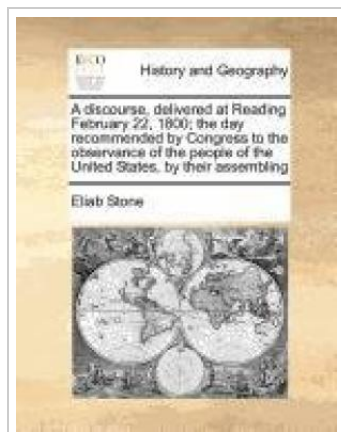 ECCO
History and Geography
A discourse, delivered at Reading
February 22, 1800; the day
recommended by Congress to the
observance of the people of the
United States, by their assembling
Eliab Stone